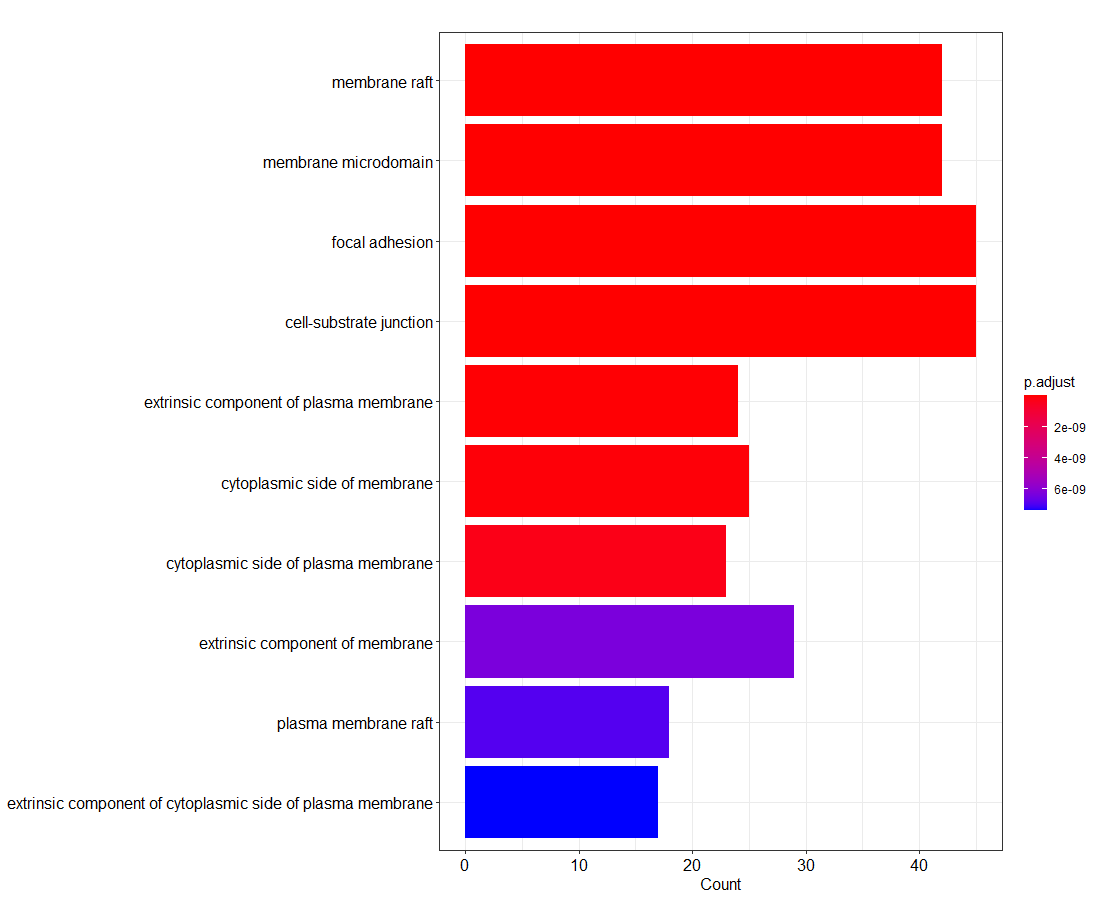 membrane raft
membrane microdomain
focal adhesion
cell-substrate junction
extrinsic component of plasma membrane
cytoplasmic side of membrane
cytoplasmic side of plasma membrane
extrinsic component of membrane
plasma membrane raft
extrinsic component of cytoplasmic side of plasma membrane
0 10 20 30 40
Count
p.adjust
2e-09
4e-09
6e-09